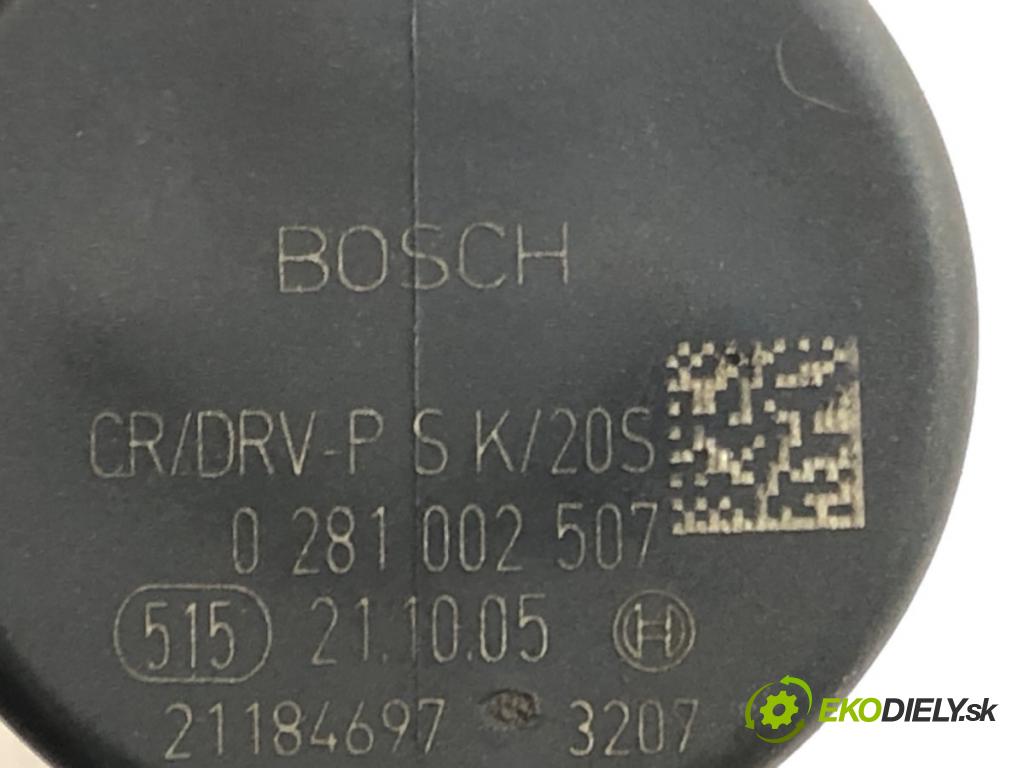 BOSCH
CR/DRV-P S K/20S
0 281 002 507
515 21.10.05 H
21184697 3207
EKODIELY.sk